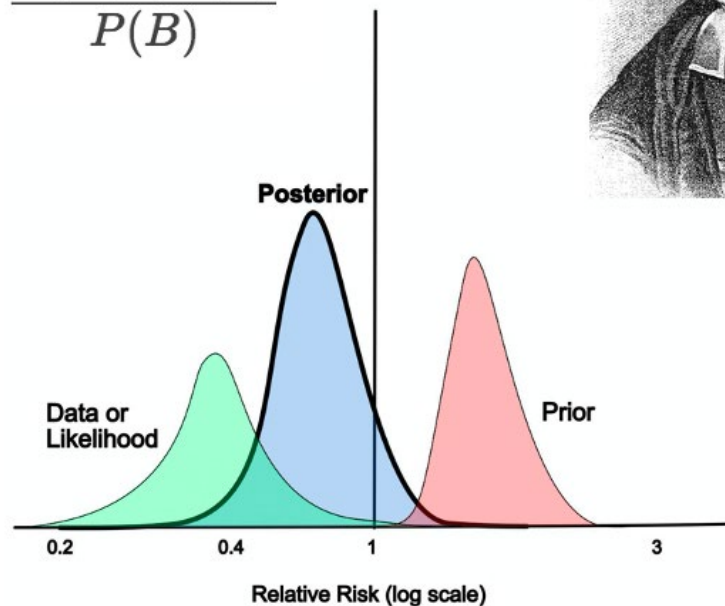 P(B)
Posterior
Data or
Likelihood
Prior
0.2 0.4 1 3
Relative Risk (log scale)